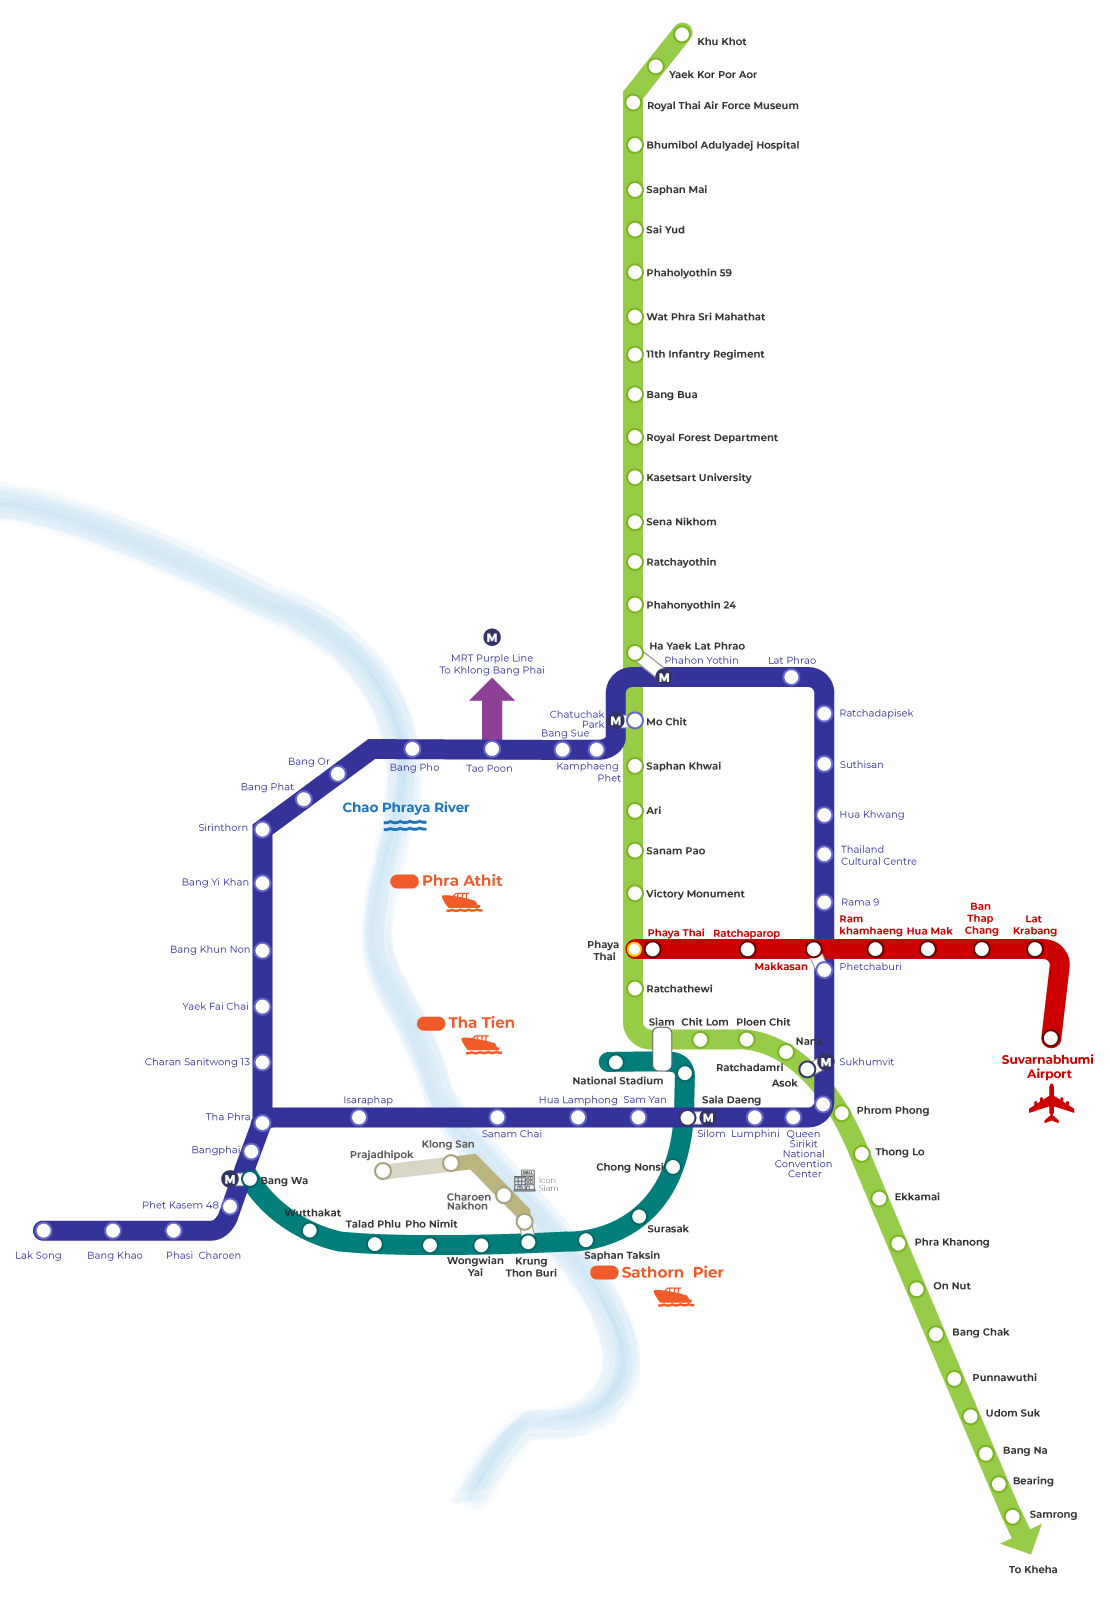 Khu Khot
Yaek Kor Por Aor
Royal Thai Air Force Museum
Bhumibol Adulyadej Hospital
Saphan Mai
Sai Yud
Phaholyothin 59
Wat Phra Sri Mahathat
11th Infantry Regiment
Bang Bua
Royal Forest Department
Kasetsart University
Sena Nikhom
Ratchayothin
Phahonyothin 24
Ha Yaek Lat Phrao
M
MRT Purple Line
To Khlong Bang Phai
Phahon Yothin
Lat Phrao
M
Chatuchak
Park
M
Mo Chit
Ratchadapisek
Bang Sue
Kamphaeng
Phet
Tao Poon
Bang Pho
Bang Or
Bang Phat
Saphan Khwai
Suthisan
Chao Phraya River
Ari
Hua Khwang
Sirinthorn
Sanam Pao
Thailand
Cultural Centre
Bang Yi Khan
Phra Athit
Victory Monument
Rama 9
Ban
Thap
Chang
Ram
khamhaeng
Hua Mak
Lat
Krabang
Phaya
Thai
Phaya Thai
Ratchaparop
Makkasan
Phetchaburi
Bang Khun Non
Ratchathewi
Yaek Fai Chai
Tha Tien
Siam
Chit Lom
Ploen Chit
Nana
Charan Sanitwong 13
National Stadium
Ratchadamri
Asok
M
Sukhumvit
Suvarnabhumi
Airport
Tha Phra
Isaraphap
Sanam Chai
Hua Lamphong
Sam Yan
Sala Daeng
M
Silom
Lumphini
Queen
Sirikit
National
Convention
Center
Phrom Phong
Bangphai
Prajadhipok
Klong San
Chong Nonsi
Thong Lo
M
Bang Wa
MALL
Icon
Siam
Charoen
Nakhon
Ekkamai
Phet Kasem 48
Wutthakat
Talad Phlu
Pho Nimit
Surasak
Phra Khanong
Lak Song
Bang Khao
Phasi Charoen
Wongwian
Yai
Krung
Thon Buri
Saphan Taksin
Sathorn Pier
On Nut
Bang Chak
Punnawuthi
Udom Suk
Bang Na
Bearing
Samrong
To Kheha